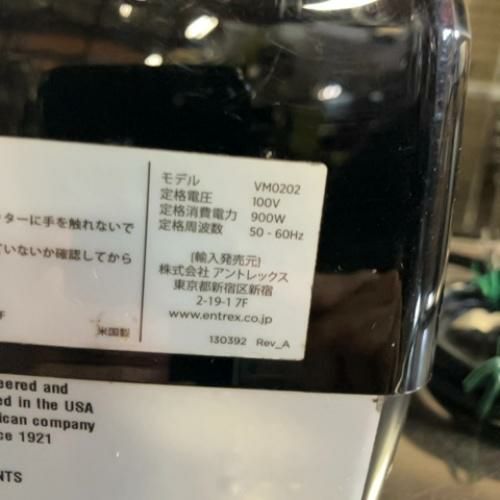 ッターに手を触れないで
ていないか確認してから
F
米国製
モデル VM0202
定格電圧 100V
定格消費電力 900W
定格周波数 50 - 60Hz
[輸入発売元]
株式会社 アントレックス
東京都新宿区新宿
2-19-1 7F
www.entrex.co.jp
130392 Rev_A
eered and
ed in the USA
ican company
ce 1921
NTS